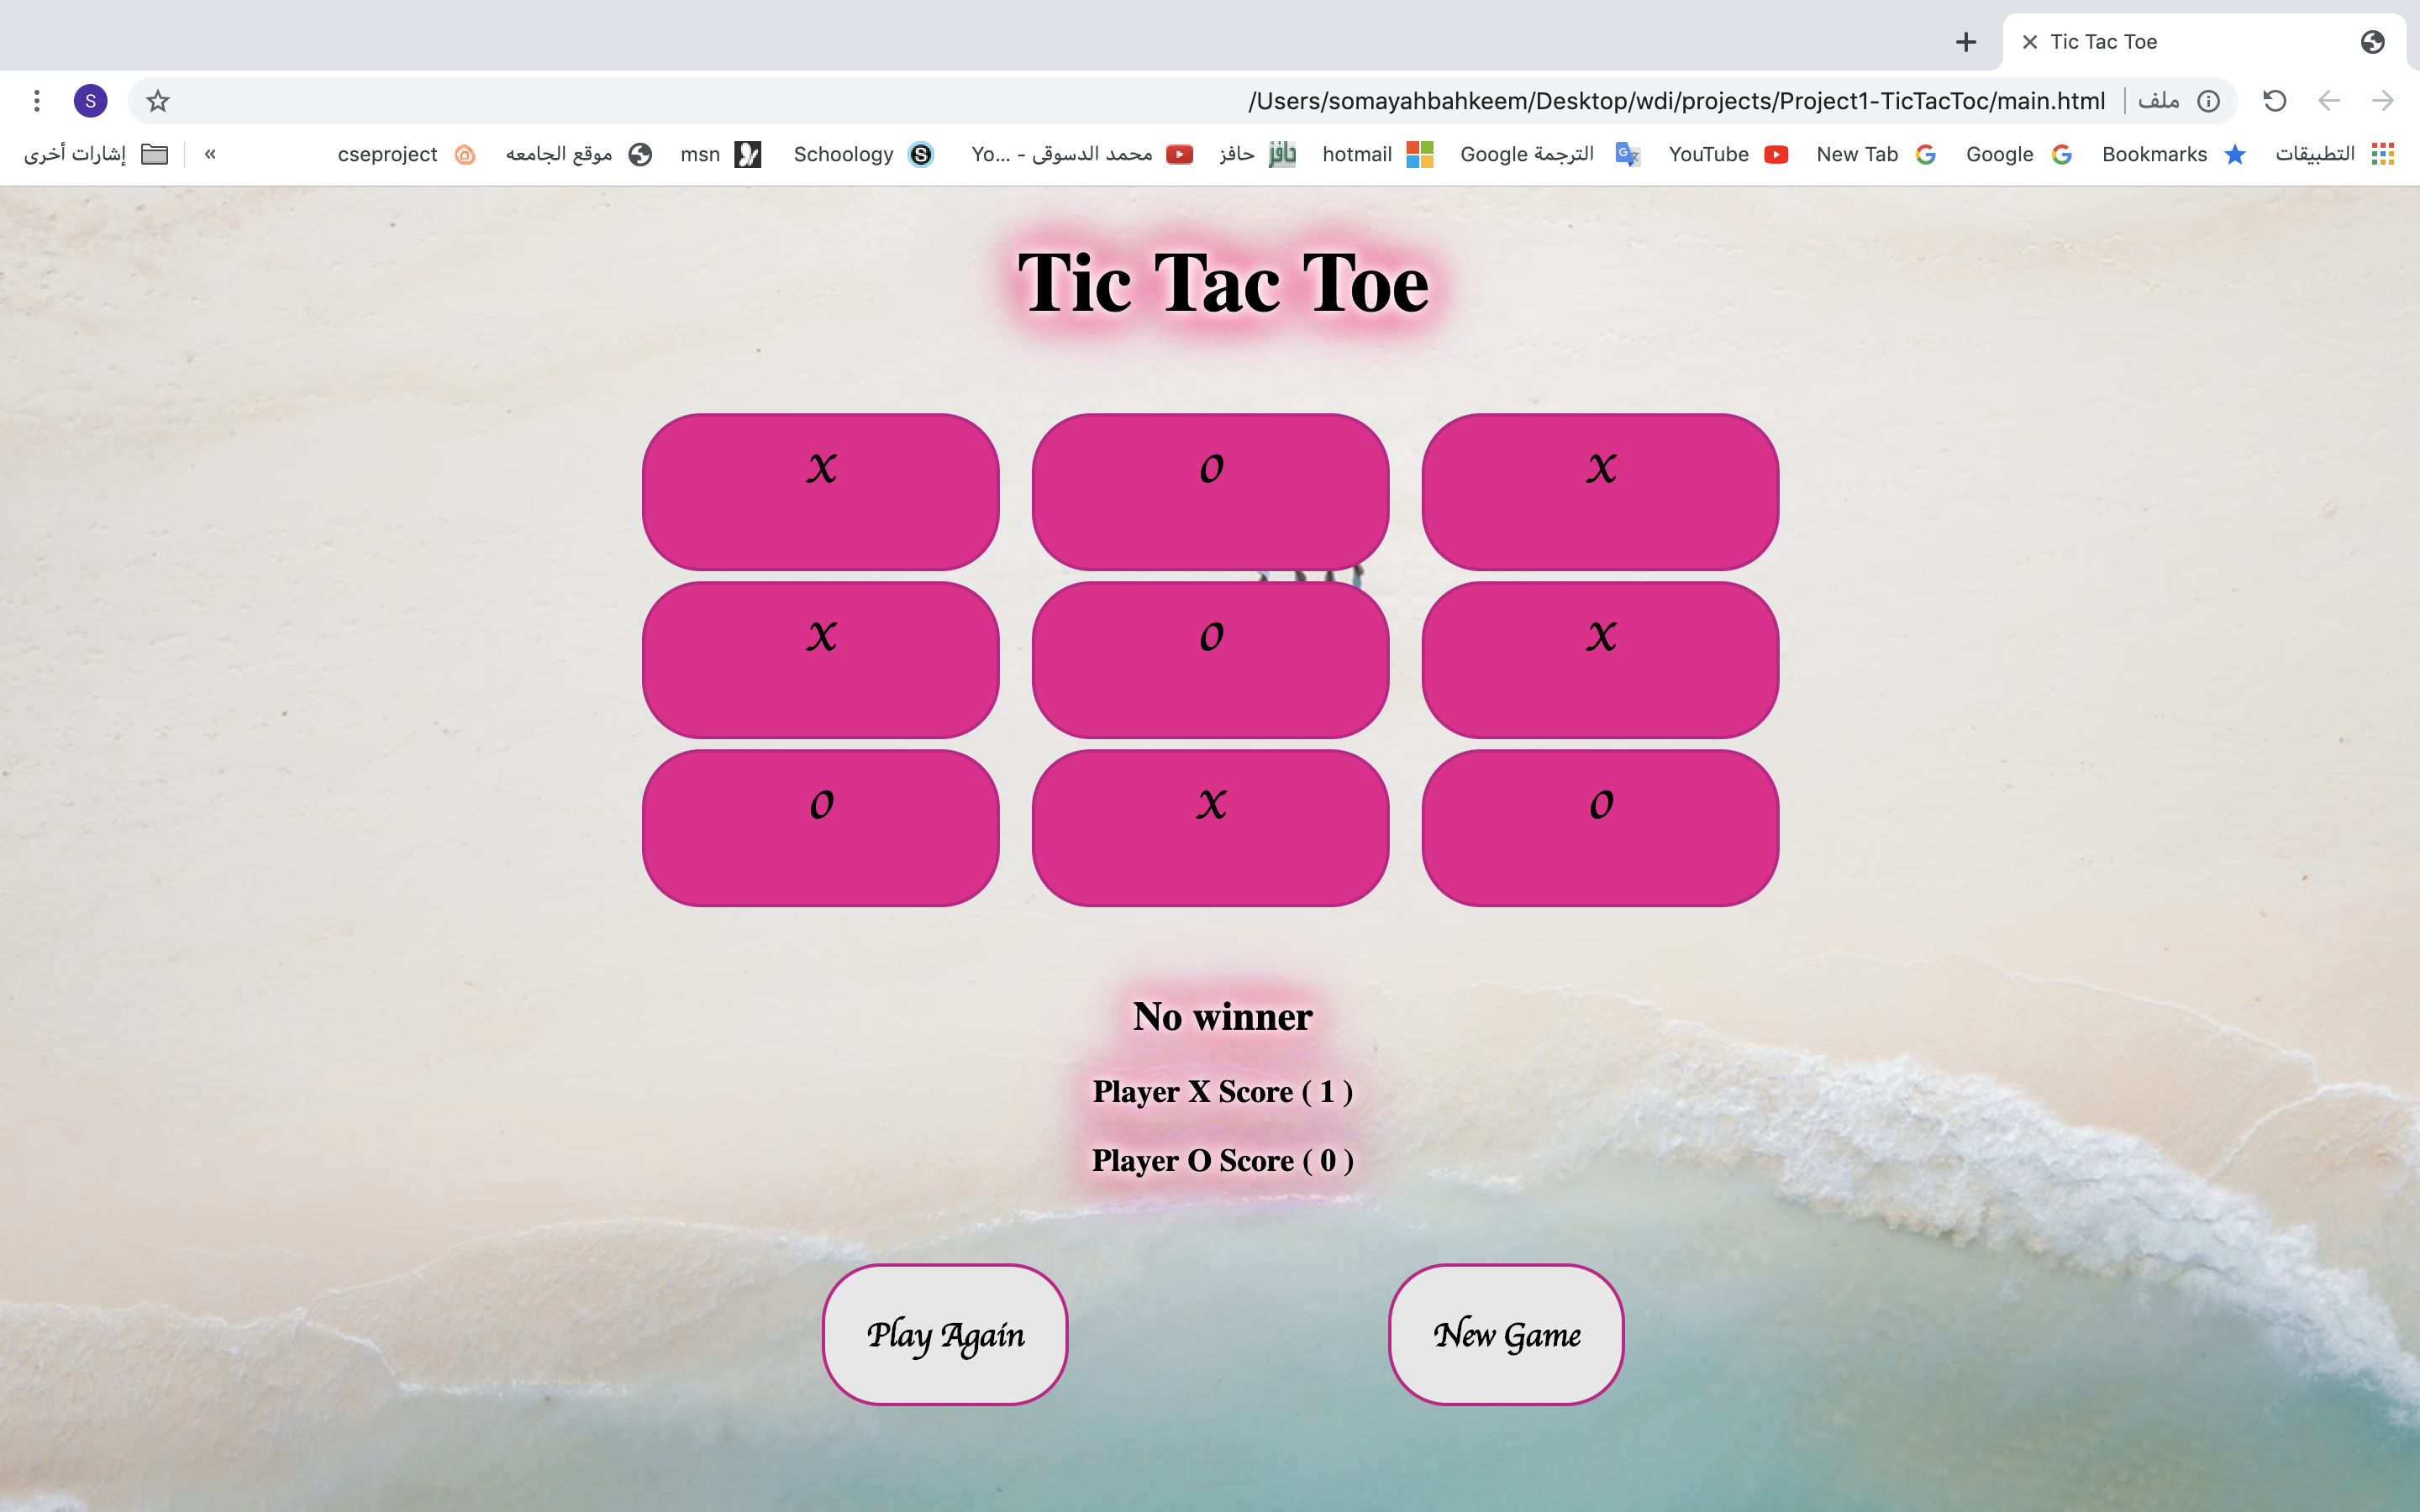 Tic Tac Toe
S
/Users/somayahbahkeem/Desktop/wdi/projects/Project1-TicTacToc/main.html | ملف
التطبيقات Bookmarks Google New Tab YouTube الترجمة Google hotmail حافز محمد الدسوقى - Yo... Schoology msn موقع الجامعه cseproject » إشارات أخرى
Tic Tac Toe
x o x
x o x
o x o
No winner
Player X Score ( 1 )
Player O Score ( 0 )
Play Again New Game